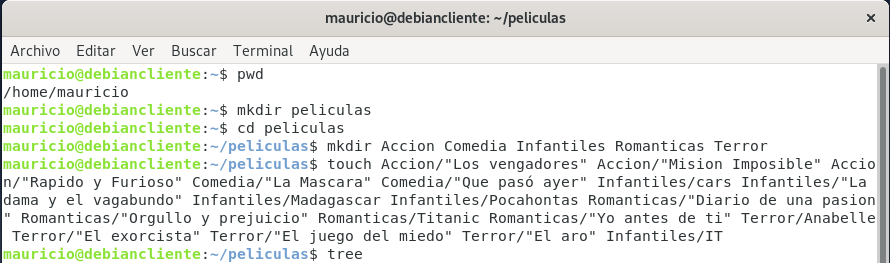 mauricio@debiancliente: ~/peliculas
×
Archivo Editar Ver Buscar Terminal Ayuda
mauricio@debiancliente:~$ pwd
/home/mauricio
mauricio@debiancliente:~$ mkdir peliculas
mauricio@debiancliente:~$ cd peliculas
mauricio@debiancliente:~/peliculas$ mkdir Accion Comedia Infantiles Romanticas Terror
mauricio@debiancliente:~/peliculas$ touch Accion/"Los vengadores" Accion/"Mision Imposible" Accio
n/"Rapido y Furioso" Comedia/"La Mascara" Comedia/"Que pasó ayer" Infantiles/cars Infantiles/"La
dama y el vagabundo" Infantiles/Madagascar Infantiles/Pocahontas Romanticas/"Diario de una pasion
" Romanticas/"Orgullo y prejuicio" Romanticas/Titanic Romanticas/"Yo antes de ti" Terror/Anabelle
Terror/"El exorcista" Terror/"El juego del miedo" Terror/"El aro" Infantiles/IT
mauricio@debiancliente:~/peliculas$ tree